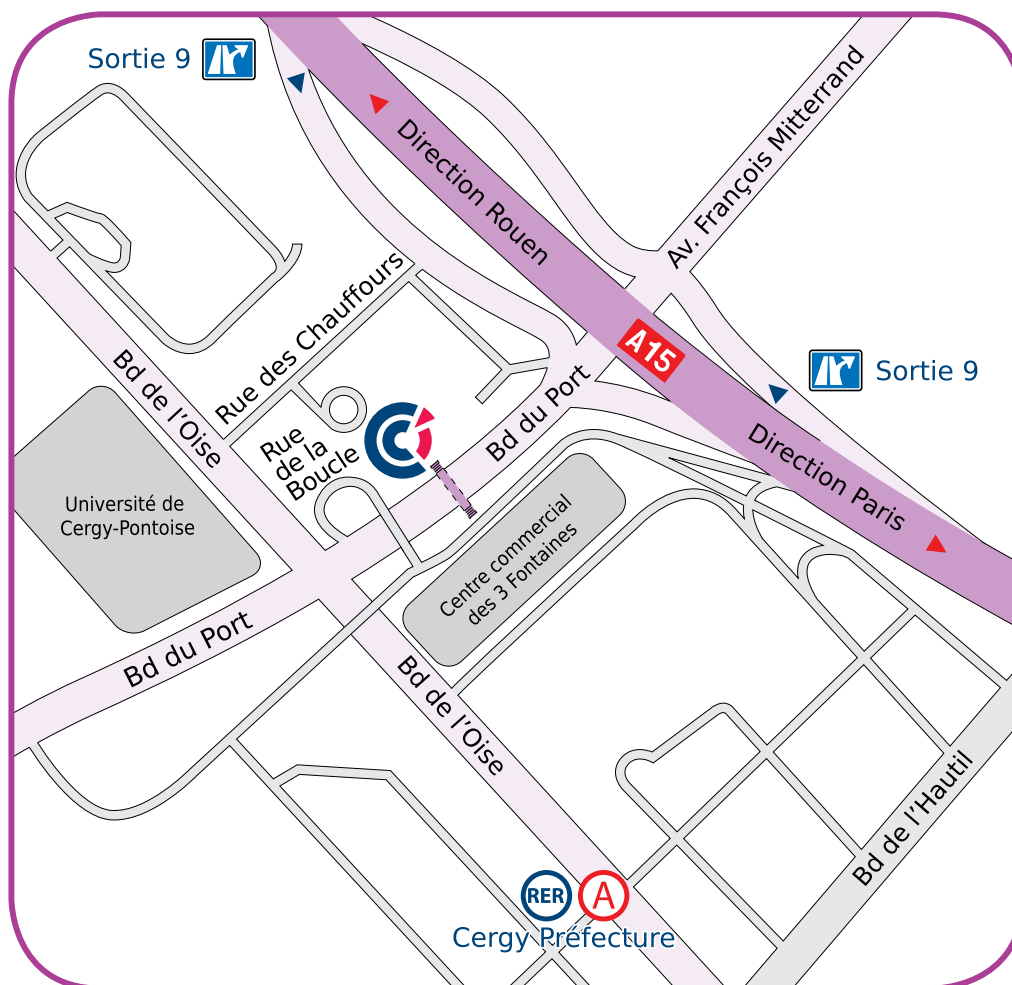 Sortie 9
Direction Rouen
Av. François Mitterrand
Rue des Chauffours
A15
Sortie 9
Bd de l’Oise
Bd du Port
Rue
de la
Boucle
Direction Paris
Université de
Cergy-Pontoise
Centre commercial
des 3 Fontaines
Bd du Port
Bd de l’Oise
Bd de l’Hautil
RER A
Cergy Préfecture